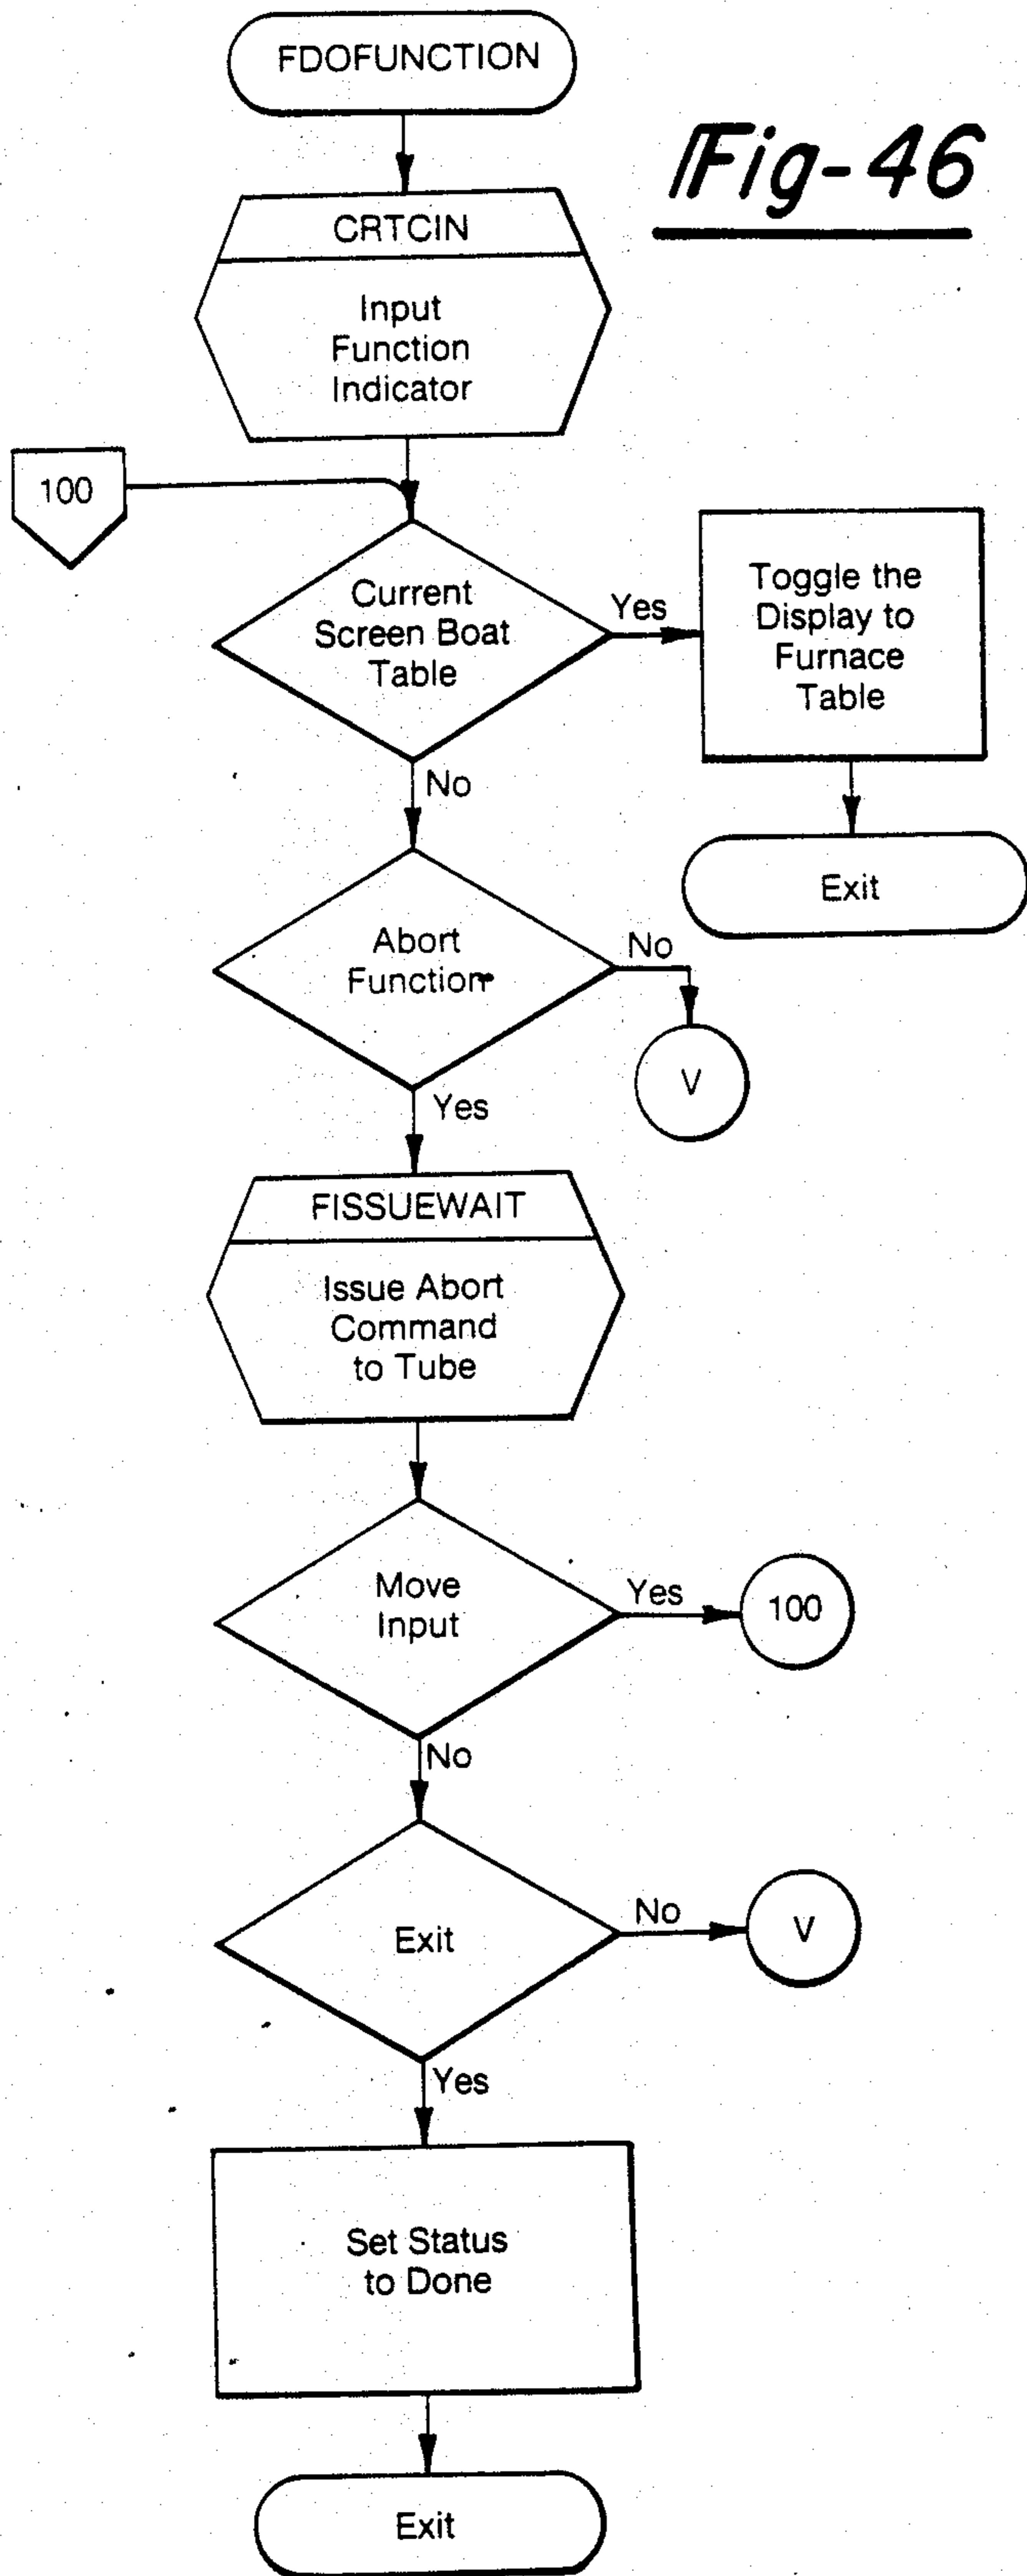 FDOFUNCTION
Fig-46
CRTCIN
Input
Function
Indicator
100
Current
Screen Boat
Table
Yes
Toggle the
Display to
Furnace
Table
No
Exit
Abort
Function
No
V
Yes
FISSUEWAIT
Issue Abort
Command
to Tube
Move
Input
Yes
100
No
Exit
No
V
Yes
Set Status
to Done
Exit